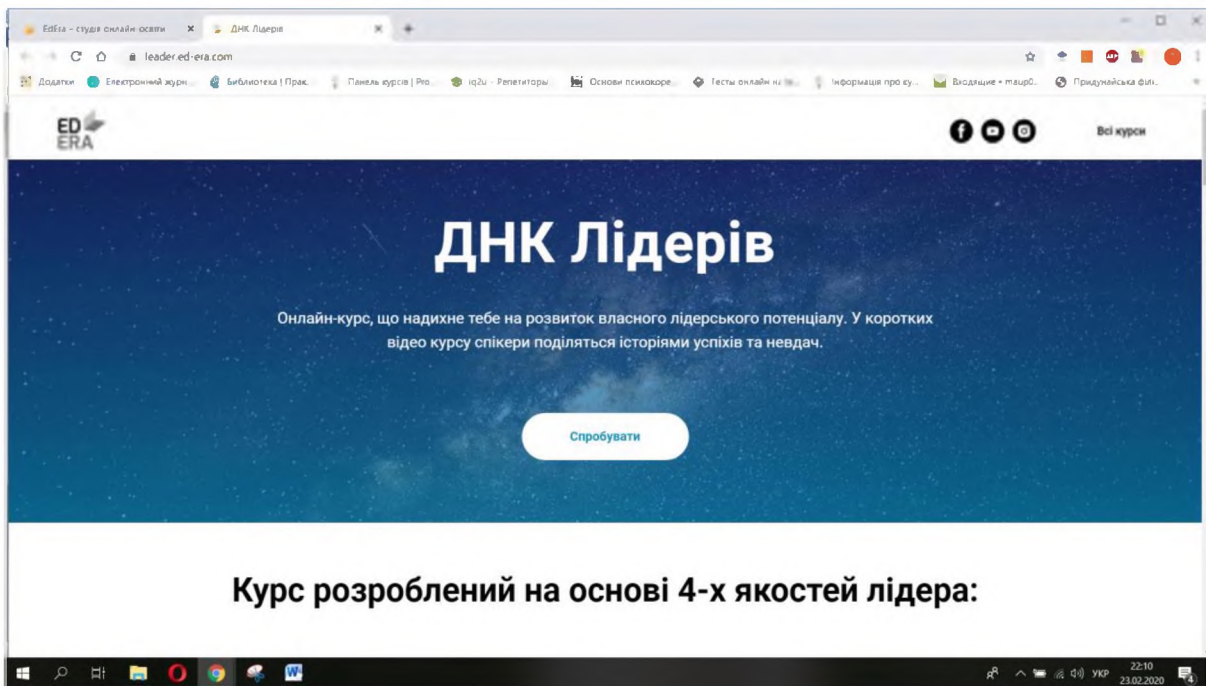 EdEra – студія онлайн-освіти
ДНК Лідерів
leader.ed-era.com
Додатки
Електронний журн...
Библиотека | Прак...
Панель курсів | Pro...
iq2u - Репетиторы
Основи психокоре...
Тесты онлайн на
Інформація про ку...
Входящие • maup0...
Придунайська філ...
ED
ERA
Всі курси
ДНК Лідерів
Онлайн-курс, що надихне тебе на розвиток власного лідерського потенціалу. У коротких
відео курсу спікери поділяться історіями успіхів та невдач.
Спробувати
Курс розроблений на основі 4-х якостей лідера:
УКР
22:10
23.02.2020
4